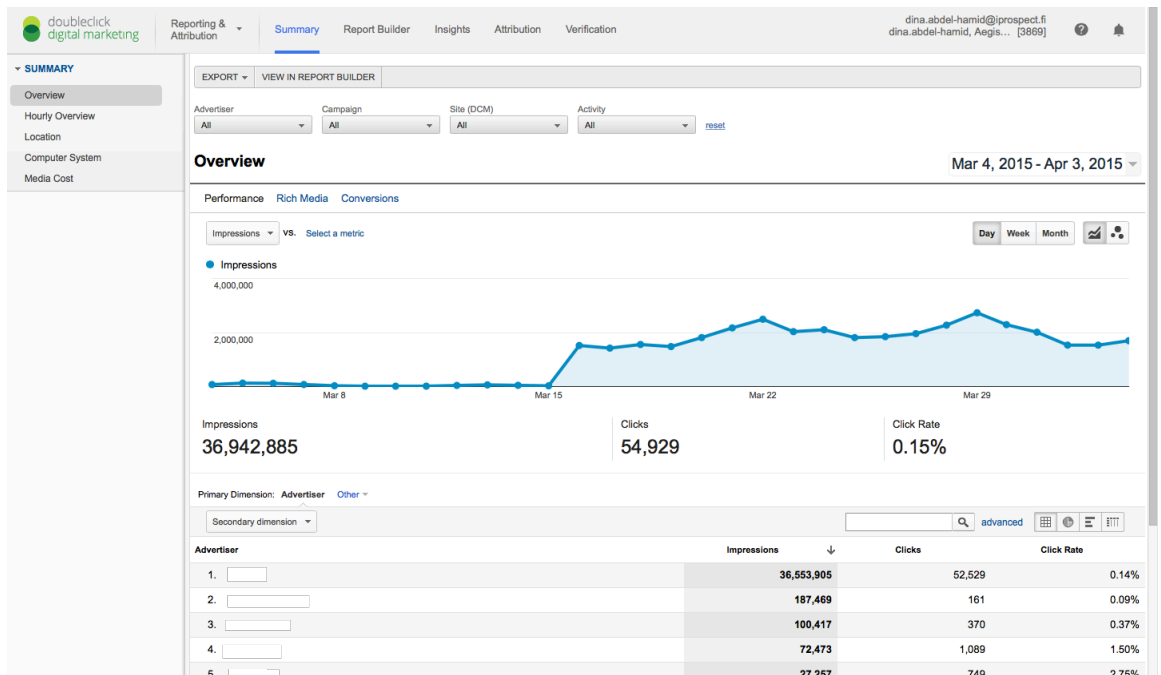 doubleclick
digital marketing
Reporting &
Attribution
Summary
Report Builder
Insights
Attribution
Verification
dina.abdel-hamid@iprospect.fi
dina.abdel-hamid, Aegis... [3869]
SUMMARY
Overview
Hourly Overview
Location
Computer System
Media Cost
EXPORT
VIEW IN REPORT BUILDER
Advertiser Campaign Site (DCM) Activity
All All All All reset
Overview
Mar 4, 2015 - Apr 3, 2015
Performance Rich Media Conversions
Impressions VS. Select a metric
Day Week Month
Impressions
4,000,000
2,000,000
Mar 8 Mar 15 Mar 22 Mar 29
Impressions Clicks Click Rate
36,942,885 54,929 0.15%
Primary Dimension: Advertiser Other
Secondary dimension
advanced
Advertiser Impressions Clicks Click Rate
1. 36,553,905 52,529 0.14%
2. 187,469 161 0.09%
3. 100,417 370 0.37%
4. 72,473 1,089 1.50%
5. 27,257 749 2.75%